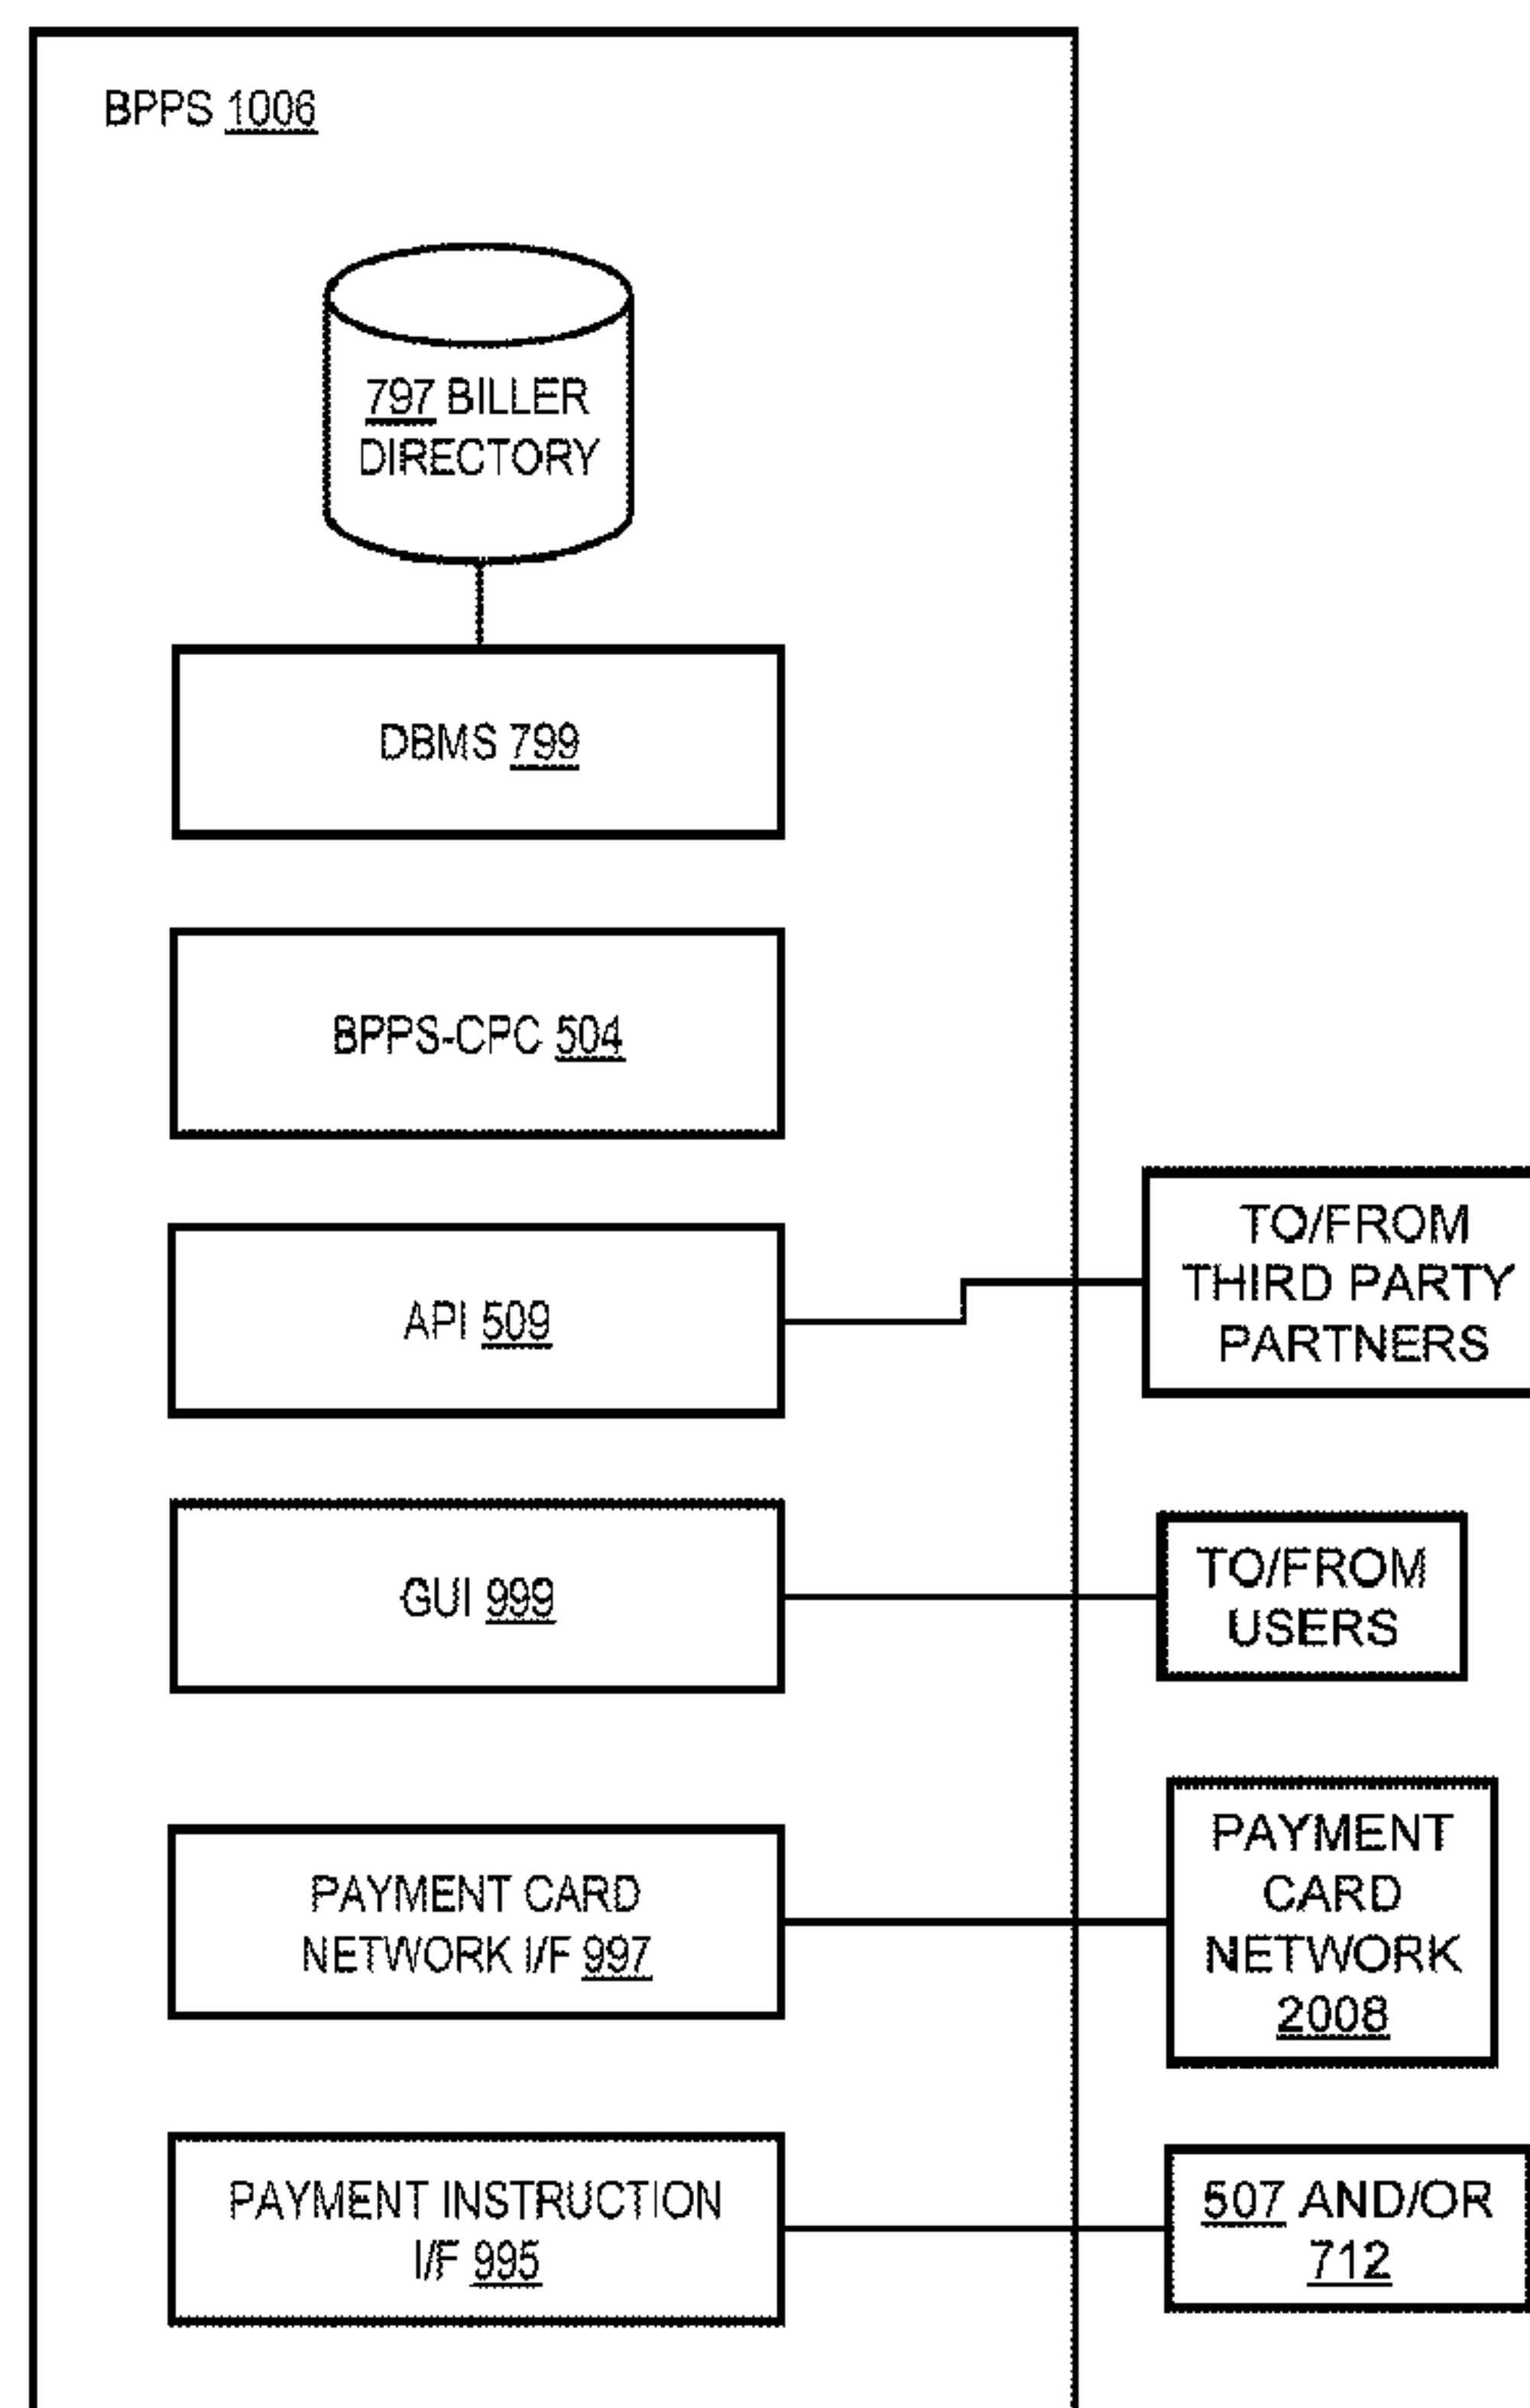 BPPS 1006
797 BILLER
DIRECTORY
DBMS 799
BPPS-CPC 504
API 509
TO/FROM
THIRD PARTY
PARTNERS
GUI 999
TO/FROM
USERS
PAYMENT CARD
NETWORK I/F 997
PAYMENT
CARD
NETWORK
2008
PAYMENT INSTRUCTION
I/F 995
507 AND/OR
712